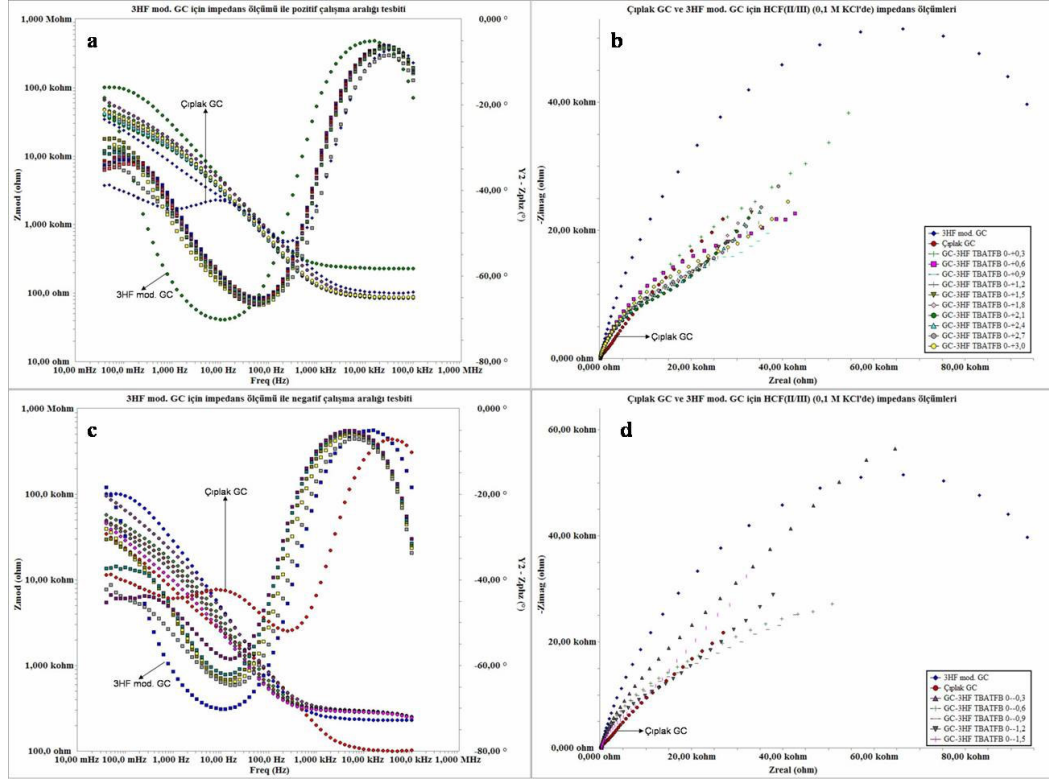 3HF mod. GC için impedans ölçümü ile pozitif çalışma aralığı tesbiti
a
1,000 Mohm
100,0 kohm
10,00 kohm
1,000 kohm
100,0 ohm
10,00 ohm
Zmod (ohm)
0,000 °
-20,00 °
-40,00 °
-60,00 °
-80,00 °
Y2 - Zphz (°)
Çıplak GC
3HF mod. GC
10,00 mHz 100,0 mHz 1,000 Hz 10,00 Hz 100,0 Hz 1,000 kHz 10,00 kHz 100,0 kHz 1,000 MHz
Freq (Hz)
Çıplak GC ve 3HF mod. GC için HCF(II/III) (0,1 M KCl'de) impedans ölçümleri
b
40,00 kohm
20,00 kohm
0,000 ohm
-Zimag (ohm)
Çıplak GC
3HF mod. GC
Çıplak GC
GC-3HF TBATFB 0-+0,3
GC-3HF TBATFB 0-+0,6
GC-3HF TBATFB 0-+0,9
GC-3HF TBATFB 0-+1,2
GC-3HF TBATFB 0-+1,5
GC-3HF TBATFB 0-+1,8
GC-3HF TBATFB 0-+2,1
GC-3HF TBATFB 0-+2,4
GC-3HF TBATFB 0-+2,7
GC-3HF TBATFB 0-+3,0
0,000 ohm 20,00 kohm 40,00 kohm 60,00 kohm 80,00 kohm
Zreal (ohm)
3HF mod. GC için impedans ölçümü ile negatif çalışma aralığı tesbiti
c
1,000 Mohm
100,0 kohm
10,00 kohm
1,000 kohm
100,0 ohm
Zmod (ohm)
0,000 °
-20,00 °
-40,00 °
-60,00 °
-80,00 °
Y2 - Zphz (°)
Çıplak GC
3HF mod. GC
10,00 mHz 100,0 mHz 1,000 Hz 10,00 Hz 100,0 Hz 1,000 kHz 10,00 kHz 100,0 kHz 1,000 MHz
Freq (Hz)
Çıplak GC ve 3HF mod. GC için HCF(II/III) (0,1 M KCl'de) impedans ölçümleri
d
60,00 kohm
40,00 kohm
20,00 kohm
0,000 ohm
-Zimag (ohm)
Çıplak GC
3HF mod. GC
Çıplak GC
GC-3HF TBATFB 0--0,3
GC-3HF TBATFB 0--0,6
GC-3HF TBATFB 0--0,9
GC-3HF TBATFB 0--1,2
GC-3HF TBATFB 0--1,5
0,000 ohm 20,00 kohm 40,00 kohm 60,00 kohm 80,00 kohm
Zreal (ohm)